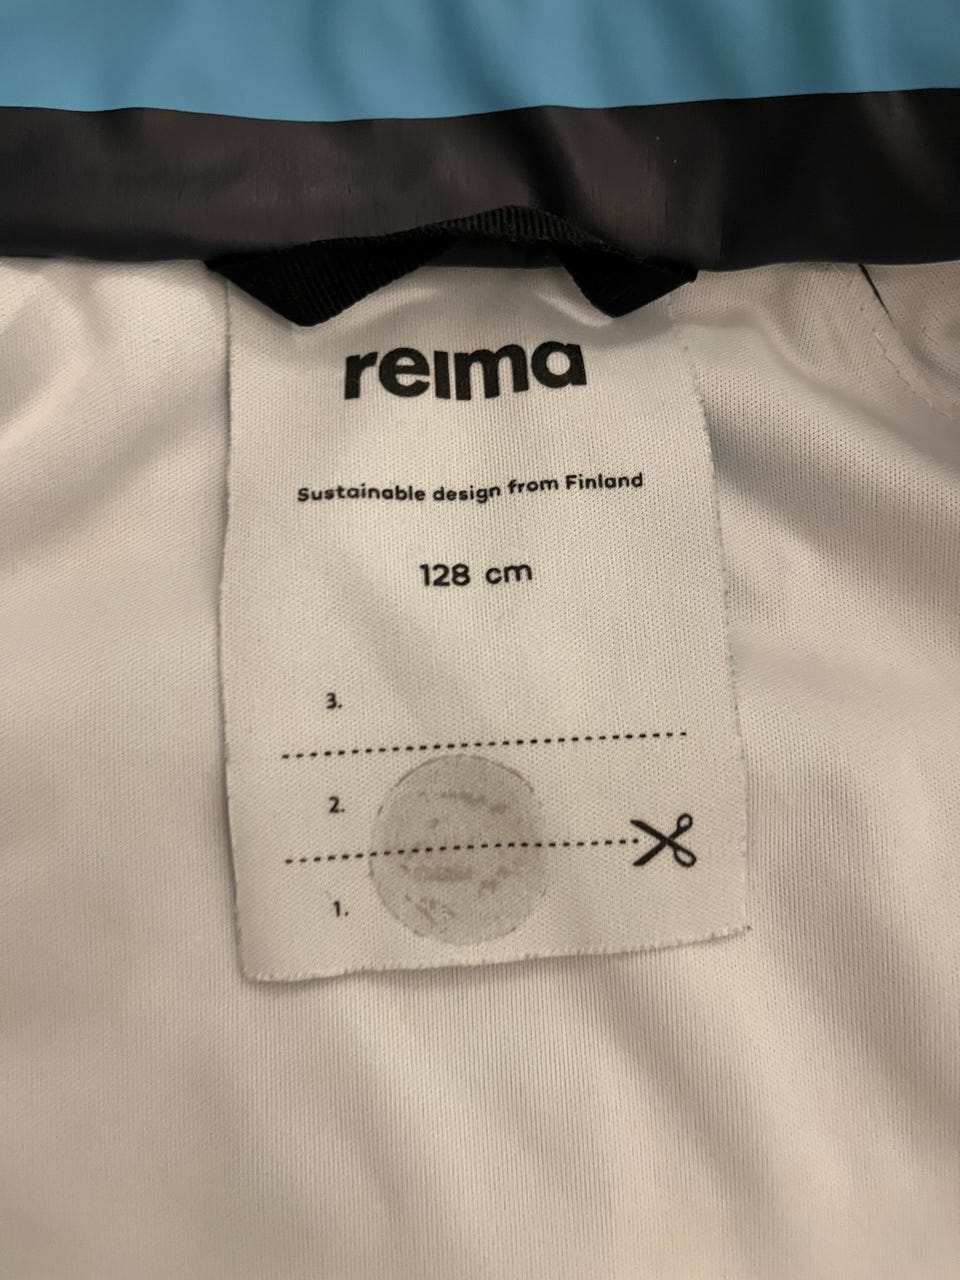 reima
Sustainable design from Finland
128 cm
3.
2.
1.